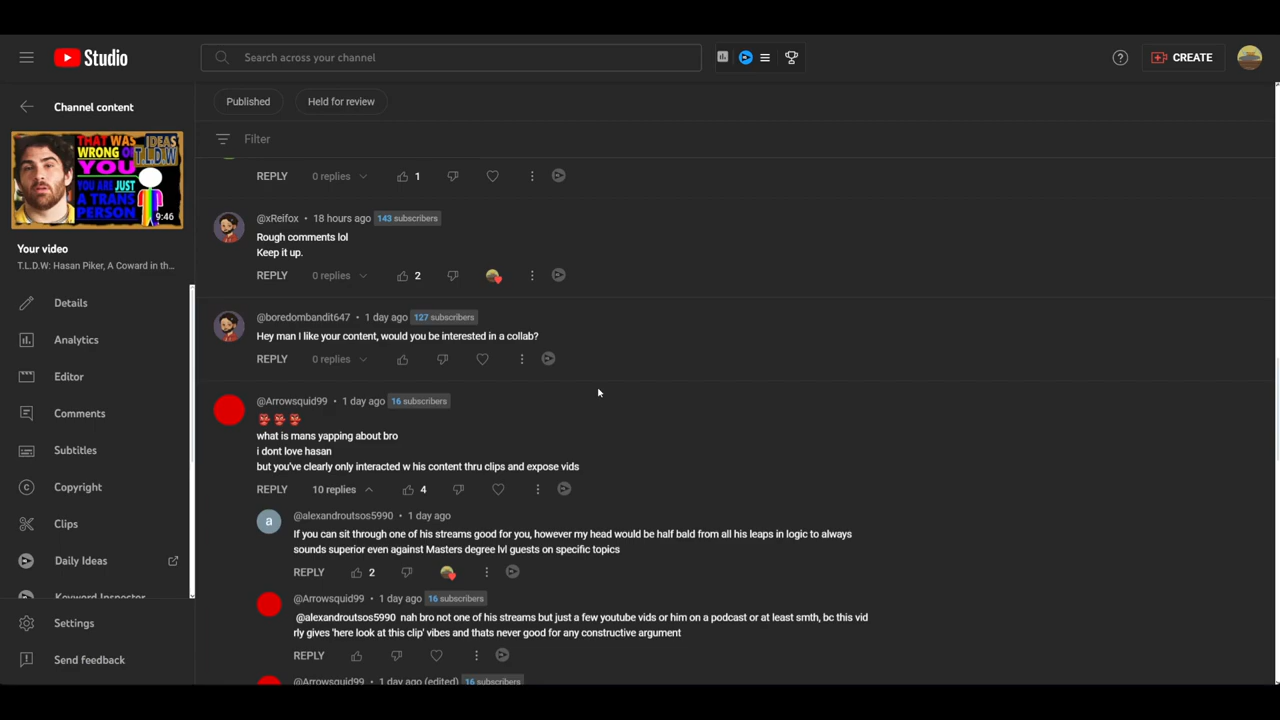 Studio
Search across your channel
CREATE
Channel content
THAT WAS
WRONG OF
YOU
YOU ARE JUST
A TRANS
PERSON
IDEAS
T.L.D.W
9:46
Your video
T.L.D.W: Hasan Piker, A Coward in th...
Details
Analytics
Editor
Comments
Subtitles
Copyright
Clips
Daily Ideas
Keyword Inspector
Settings
Send feedback
Published
Held for review
Filter
REPLY 0 replies 1
@xReifox • 18 hours ago 143 subscribers
Rough comments lol
Keep it up.
REPLY 0 replies 2
@boredombandit647 • 1 day ago 127 subscribers
Hey man I like your content, would you be interested in a collab?
REPLY 0 replies
@Arrowsquid99 • 1 day ago 16 subscribers
👺👺👺
what is mans yapping about bro
i dont love hasan
but you've clearly only interacted w his content thru clips and expose vids
REPLY 10 replies 4
a
@alexandroutsos5990 • 1 day ago
If you can sit through one of his streams good for you, however my head would be half bald from all his leaps in logic to always
sounds superior even against Masters degree lvl guests on specific topics
REPLY 2
@Arrowsquid99 • 1 day ago 16 subscribers
@alexandroutsos5990 nah bro not one of his streams but just a few youtube vids or him on a podcast or at least smth, bc this vid
rly gives 'here look at this clip' vibes and thats never good for any constructive argument
REPLY
@Arrowsquid99 • 1 day ago (edited) 16 subscribers